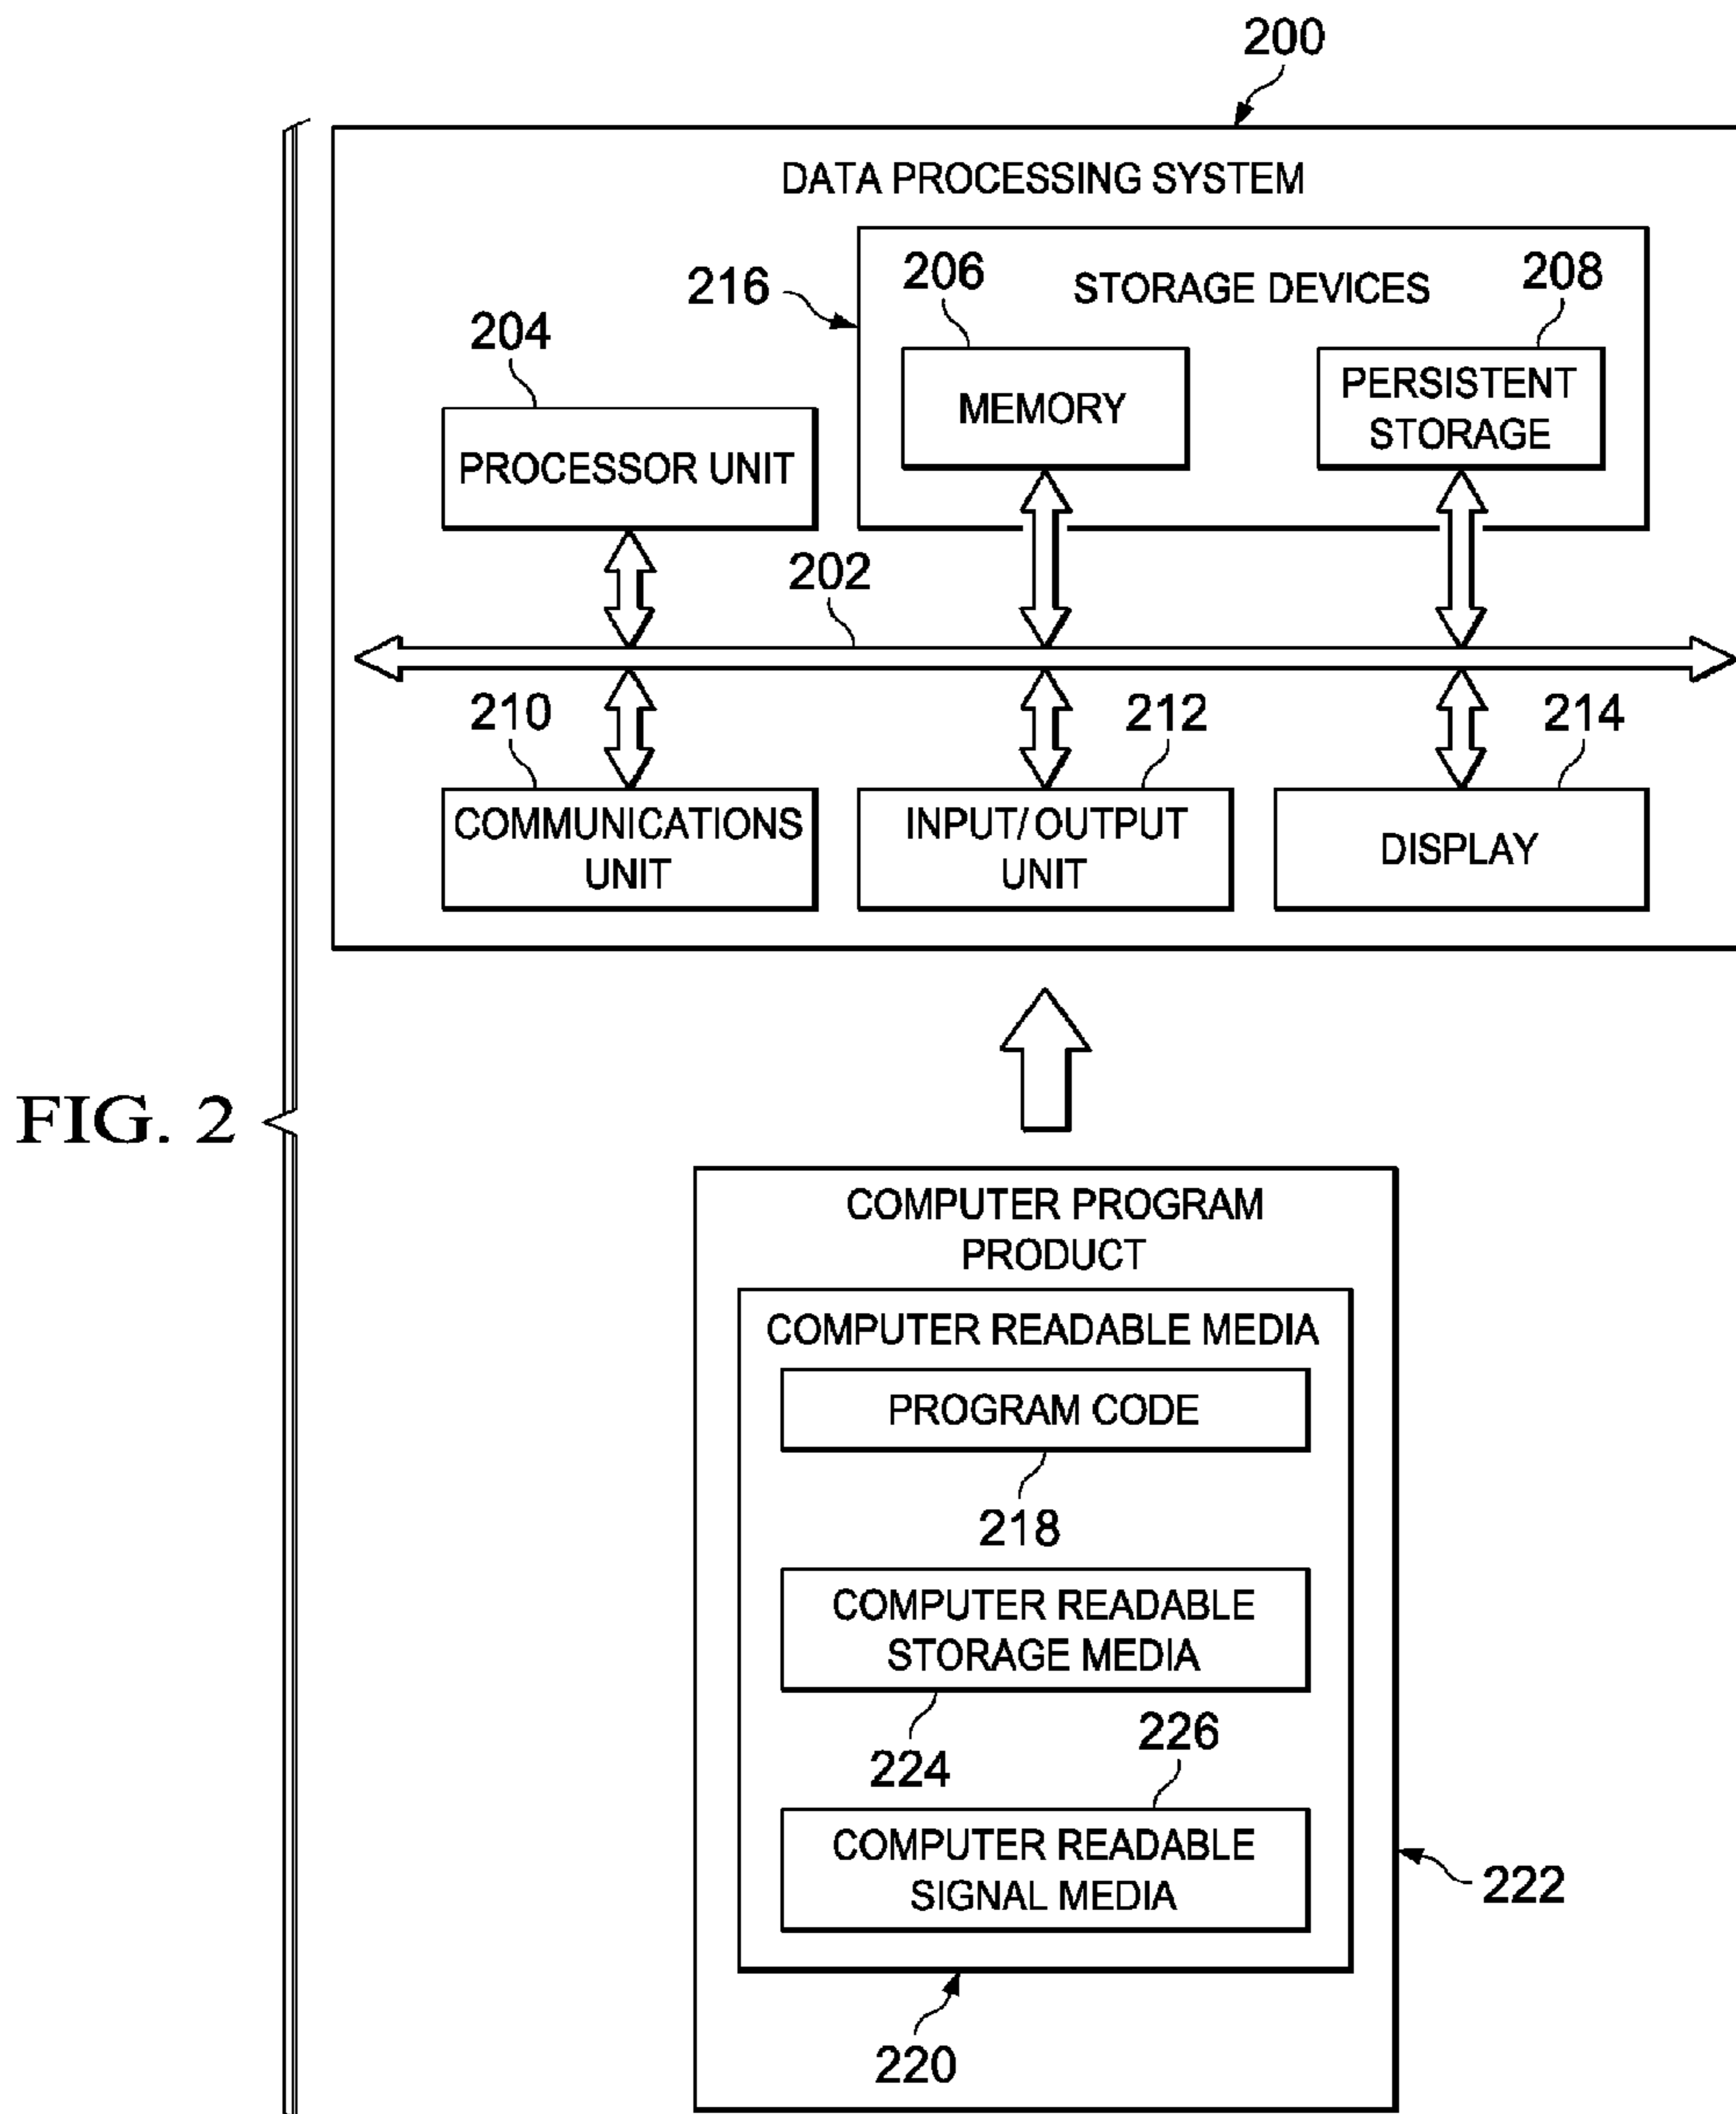 200
DATA PROCESSING SYSTEM
216
206
STORAGE DEVICES
208
204
MEMORY
PERSISTENT
STORAGE
PROCESSOR UNIT
202
210
212
214
COMMUNICATIONS
UNIT
INPUT/OUTPUT
UNIT
DISPLAY
FIG. 2
COMPUTER PROGRAM
PRODUCT
COMPUTER READABLE MEDIA
PROGRAM CODE
218
COMPUTER READABLE
STORAGE MEDIA
224
226
COMPUTER READABLE
SIGNAL MEDIA
222
220